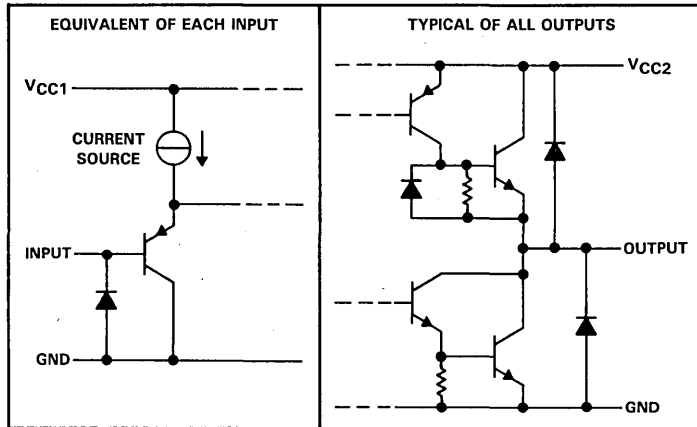 EQUIVALENT OF EACH INPUT
VCC1
CURRENT
SOURCE
INPUT
GND
TYPICAL OF ALL OUTPUTS
VCC2
OUTPUT
GND